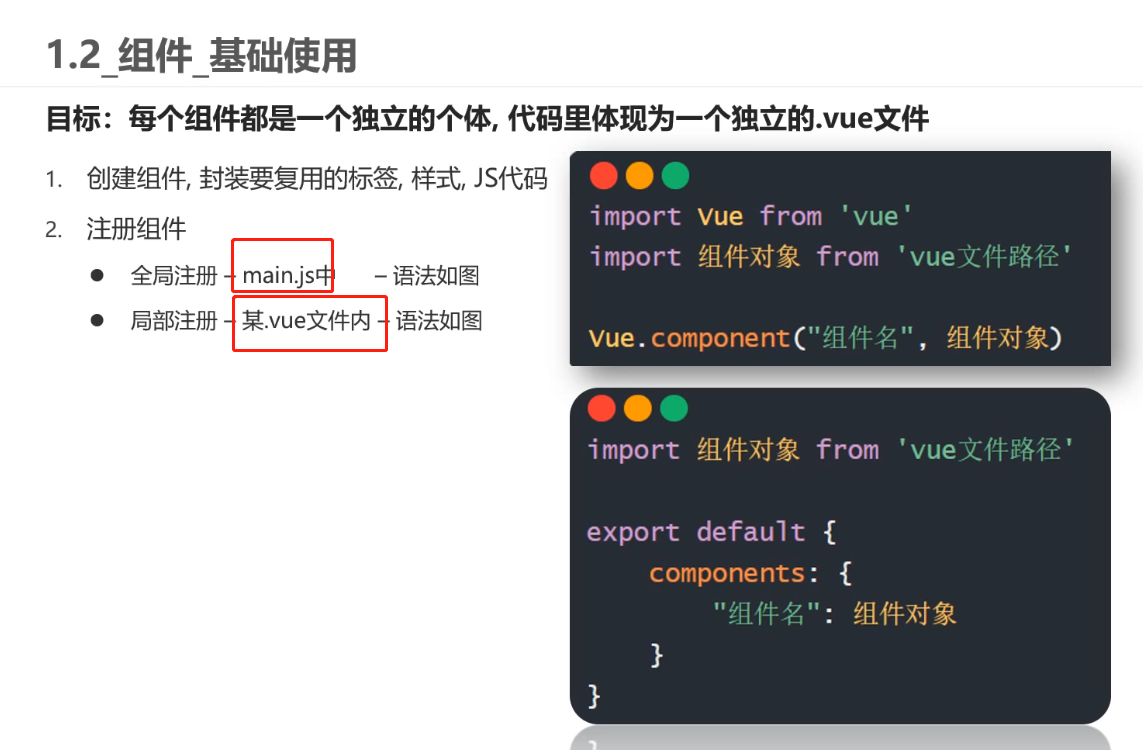 1.2_组件_基础使用
目标：每个组件都是一个独立的个体, 代码里体现为一个独立的.vue文件
1. 创建组件, 封装要复用的标签, 样式, JS代码
2. 注册组件
● 全局注册 – main.js中 – 语法如图
● 局部注册 – 某.vue文件内 – 语法如图
import Vue from 'vue'
import 组件对象 from 'vue文件路径'
Vue.component("组件名", 组件对象)
import 组件对象 from 'vue文件路径'
export default {
components: {
"组件名": 组件对象
}
}